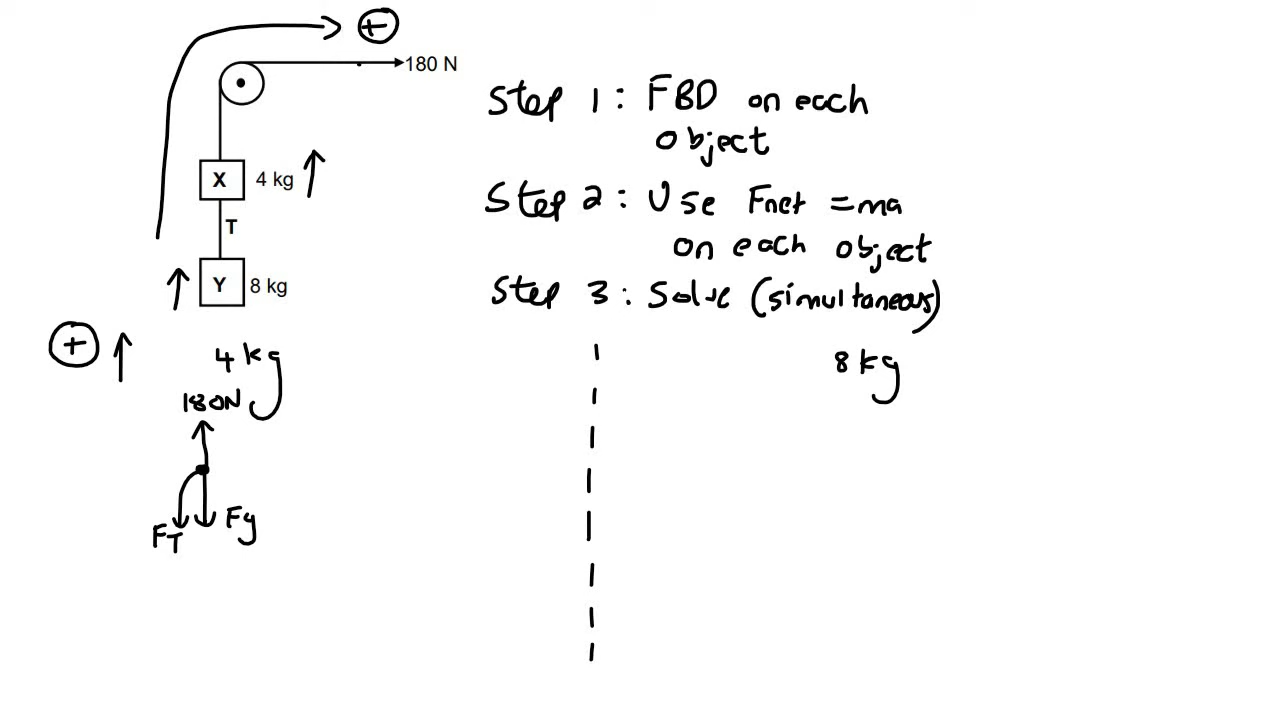 +
180 N
X 4 kg
T
Y 8 kg
Step 1: FBD on each
object
Step 2: Use Fnet = ma
on each object
Step 3: Solve (simultaneous)
+
4 kg
180N
FT Fg
8 kg